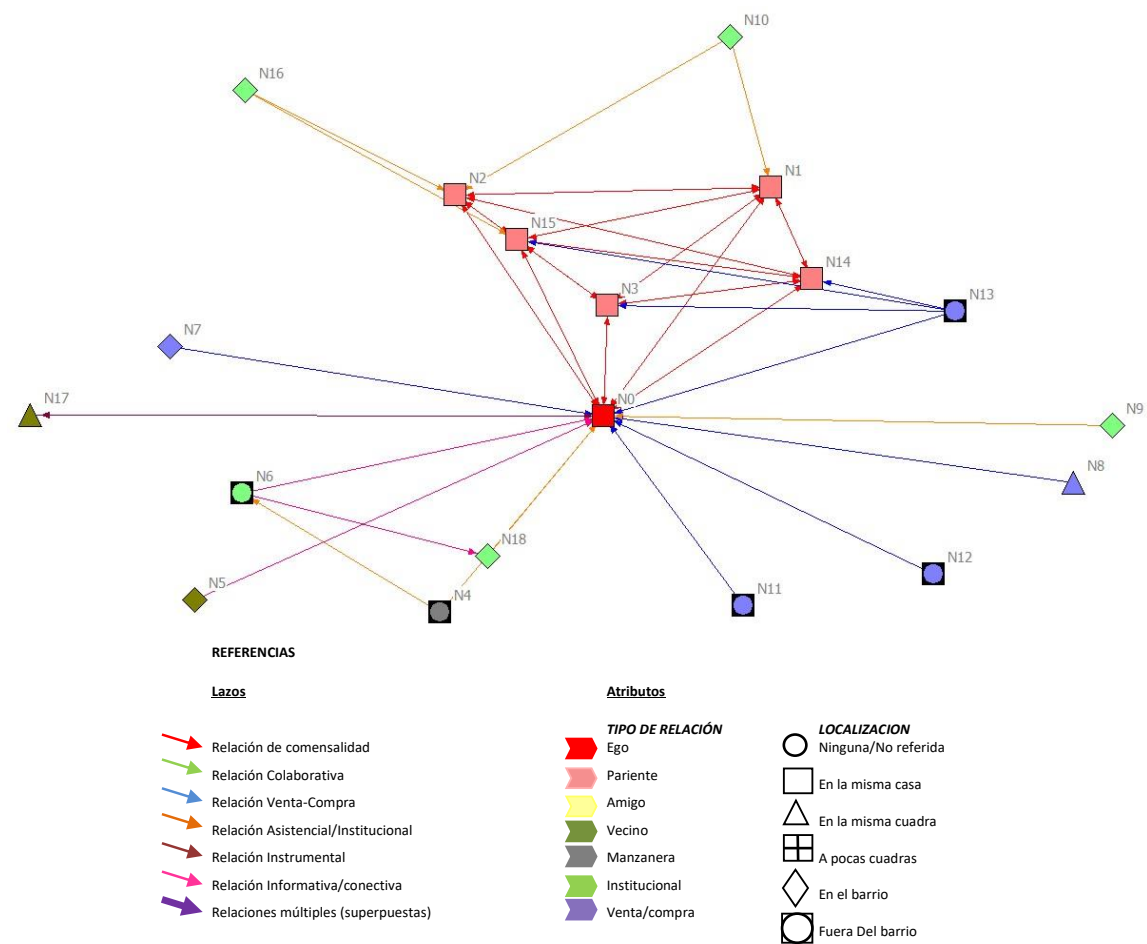 N10
N16
N2
N1
N15
N14
N3
N13
N7
N17
N0
N9
N6
N8
N18
N12
N5
N4
N11
REFERENCIAS
Lazos
Relación de comensalidad
Relación Colaborativa
Relación Venta-Compra
Relación Asistencial/Institucional
Relación Instrumental
Relación Informativa/conectiva
Relaciones múltiples (superpuestas)
Atributos
TIPO DE RELACIÓN
Ego
Pariente
Amigo
Vecino
Manzanera
Institucional
Venta/compra
LOCALIZACION
Ninguna/No referida
En la misma casa
En la misma cuadra
A pocas cuadras
En el barrio
Fuera Del barrio